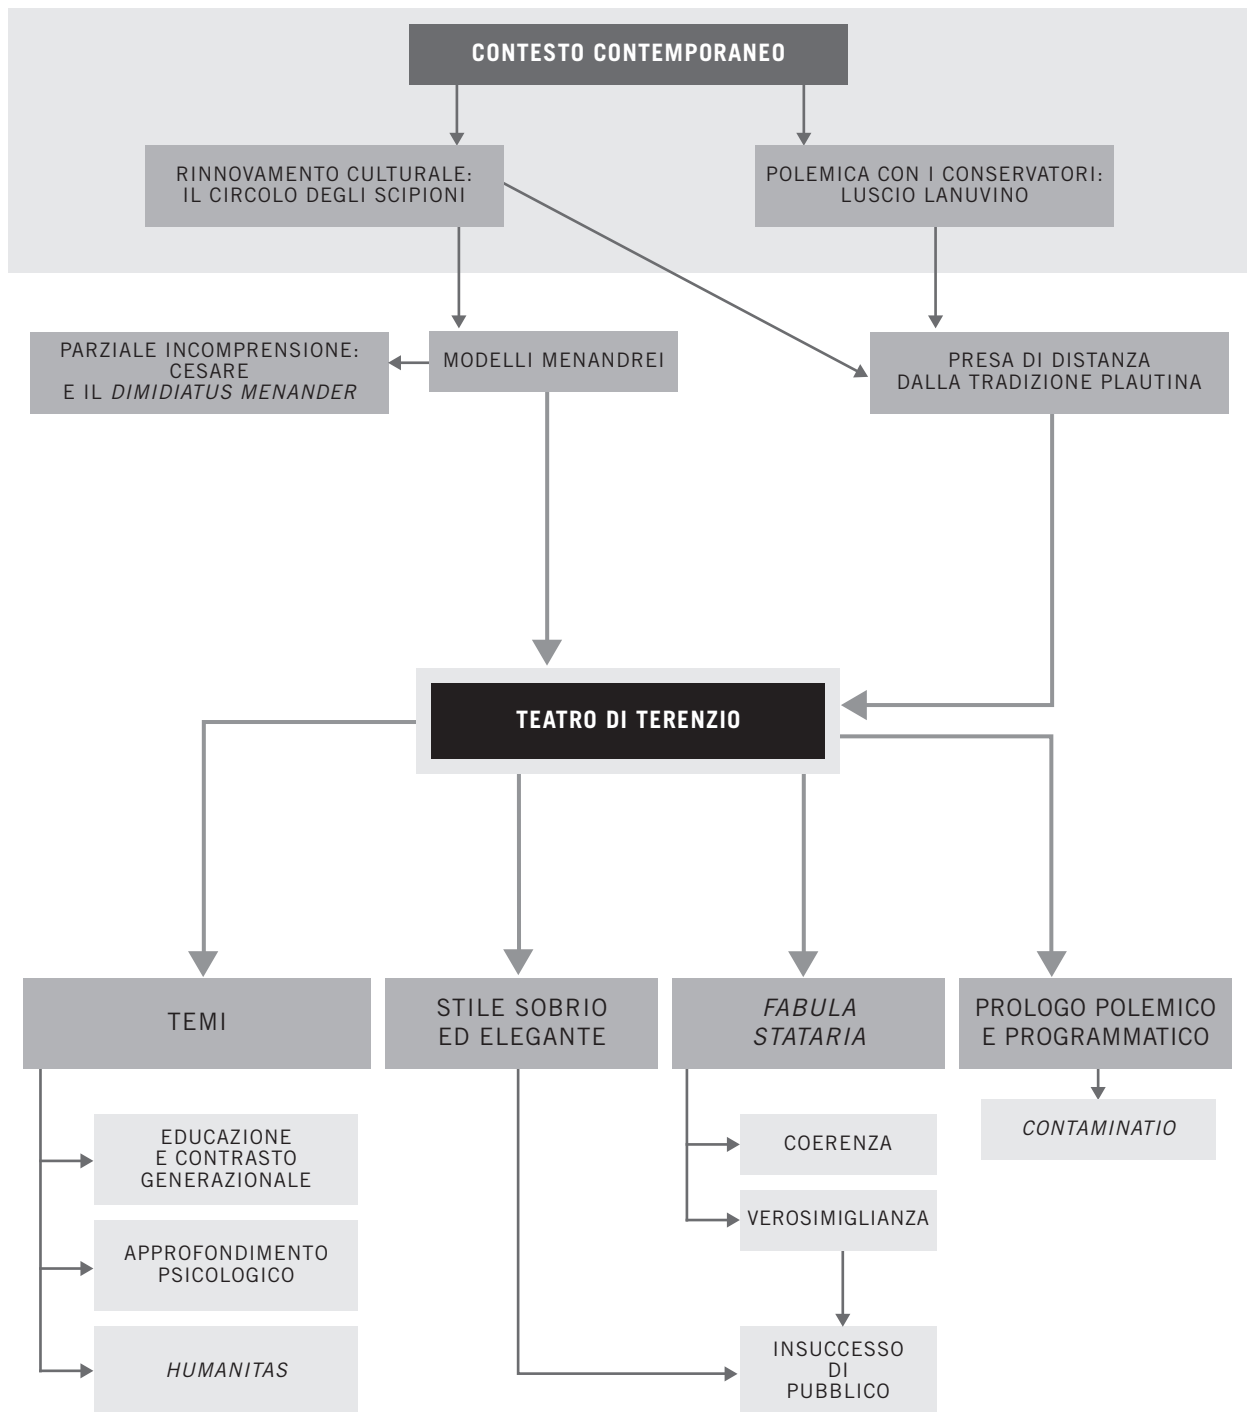 CONTESTO CONTEMPORANEO
RINNOVAMENTO CULTURALE:
IL CIRCOLO DEGLI SCIPIONI
POLEMICA CON I CONSERVATORI:
LUSCIO LANUVINO
PARZIALE INCOMPRENSIONE:
CESARE
E IL DIMIDIATUS MENANDER
MODELLI MENANDREI
PRESA DI DISTANZA
DALLA TRADIZIONE PLAUTINA
TEATRO DI TERENZIO
TEMI
STILE SOBRIO
ED ELEGANTE
FABULA
STATARIA
PROLOGO POLEMICO
E PROGRAMMATICO
EDUCAZIONE
E CONTRASTO
GENERAZIONALE
APPROFONDIMENTO
PSICOLOGICO
HUMANITAS
COERENZA
VEROSIMIGLIANZA
INSUCCESSO
DI
PUBBLICO
CONTAMINATIO